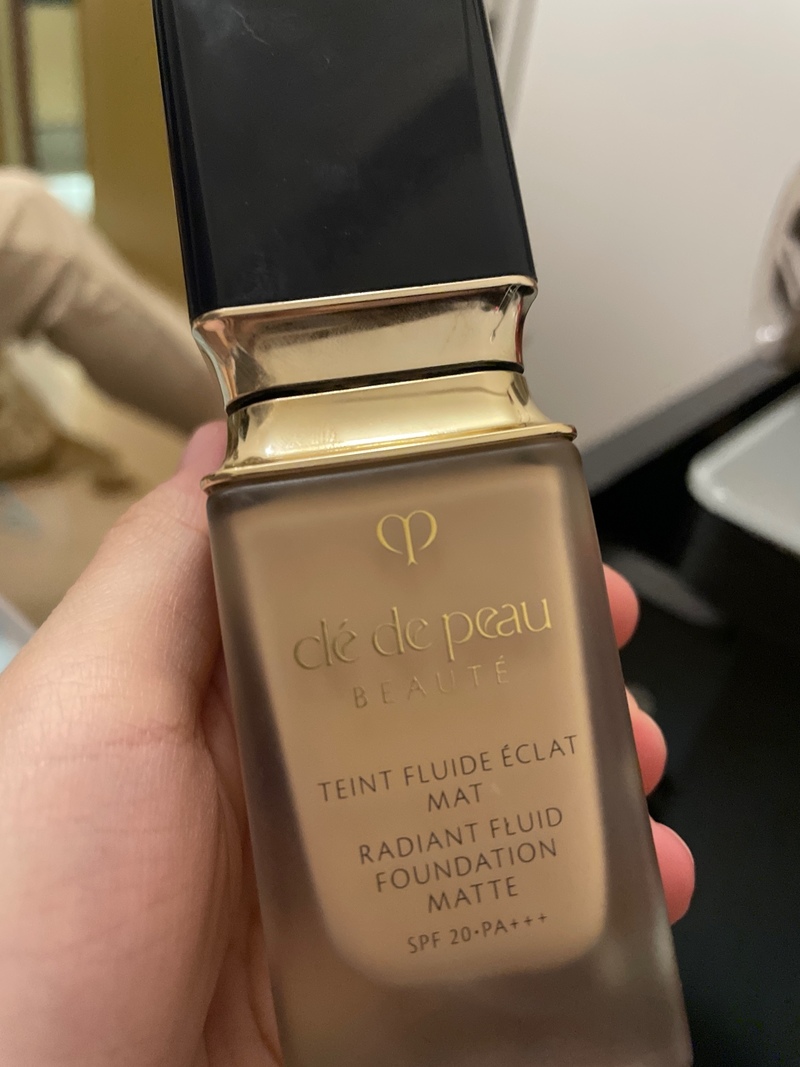 clé de peau
BEAUTÉ
TEINT FLUIDE ÉCLAT
MAT
RADIANT FLUID
FOUNDATION
MATTE
SPF 20•PA+++